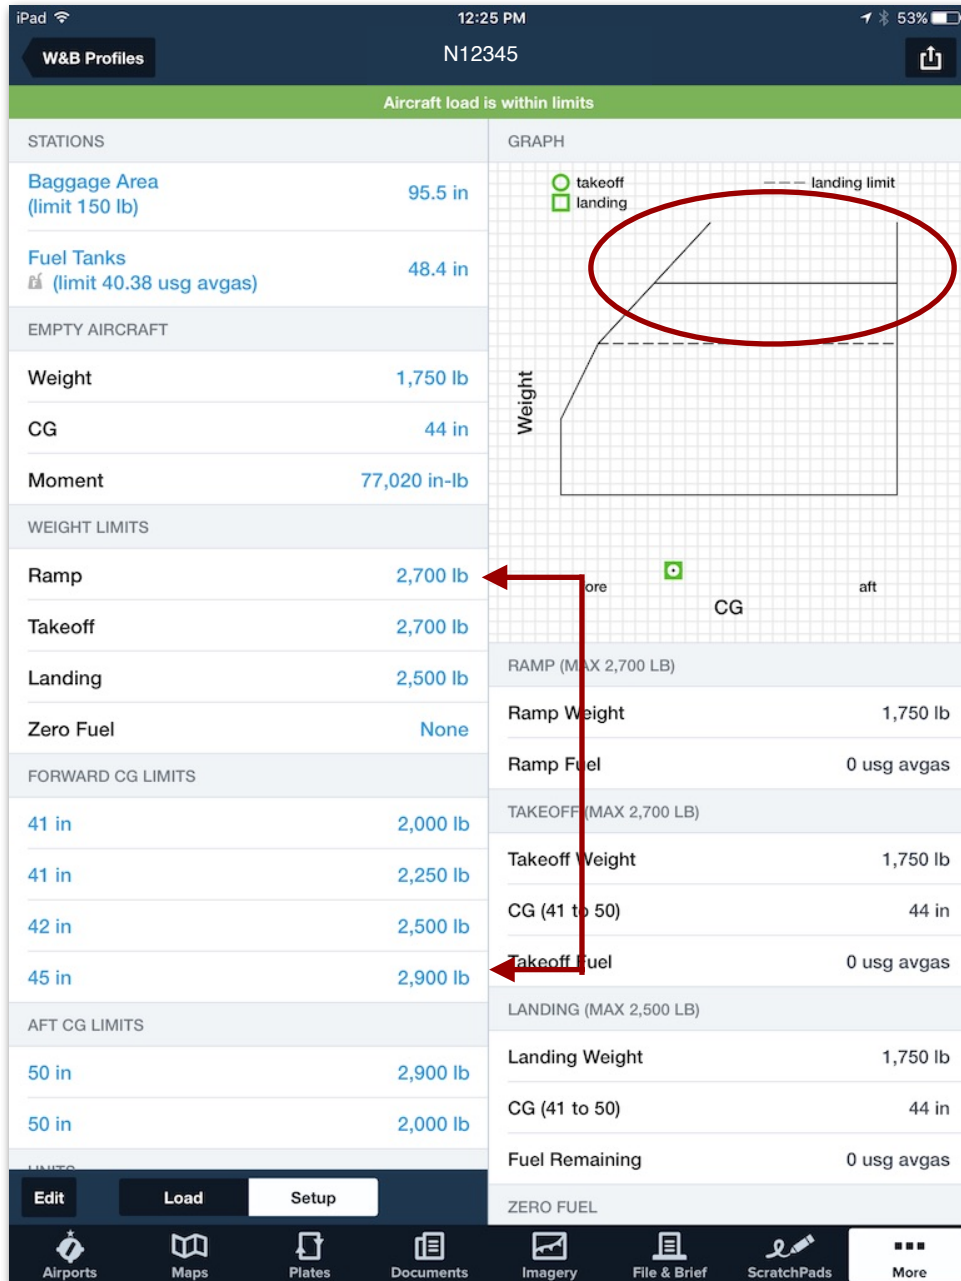 iPad 12:25 PM 53%
W&B Profiles N12345
Aircraft load is within limits
STATIONS
Baggage Area
(limit 150 lb) 95.5 in
Fuel Tanks
(limit 40.38 usg avgas) 48.4 in
EMPTY AIRCRAFT
Weight 1,750 lb
CG 44 in
Moment 77,020 in-lb
WEIGHT LIMITS
Ramp 2,700 lb
Takeoff 2,700 lb
Landing 2,500 lb
Zero Fuel None
FORWARD CG LIMITS
41 in 2,000 lb
41 in 2,250 lb
42 in 2,500 lb
45 in 2,900 lb
AFT CG LIMITS
50 in 2,900 lb
50 in 2,000 lb
UNITS
Edit Load Setup
GRAPH
takeoff
landing
landing limit
Weight
ore aft
CG
RAMP (MAX 2,700 LB)
Ramp Weight 1,750 lb
Ramp Fuel 0 usg avgas
TAKEOFF (MAX 2,700 LB)
Takeoff Weight 1,750 lb
CG (41 to 50) 44 in
Takeoff Fuel 0 usg avgas
LANDING (MAX 2,500 LB)
Landing Weight 1,750 lb
CG (41 to 50) 44 in
Fuel Remaining 0 usg avgas
ZERO FUEL
Airports Maps Plates Documents Imagery File & Brief ScratchPads More